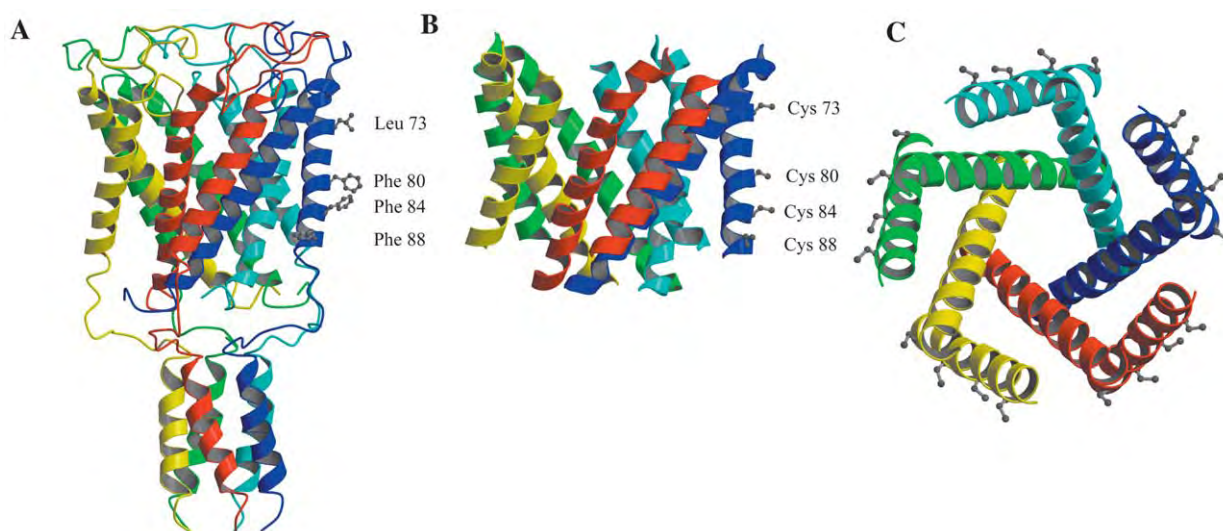 A
Leu 73
Phe 80
Phe 84
Phe 88
B
Cys 73
Cys 80
Cys 84
Cys 88
C